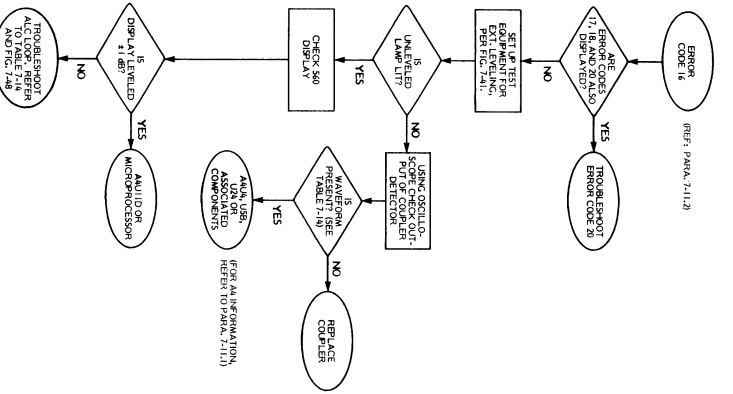 ERROR
CODE 16
(REF: PARA. 7-11.2)
ARE
ERROR CODES
17, 18, AND 20 ALSO
DISPLAYED?
YES
TROUBLESHOOT
ERROR CODE 20
NO
SET UP TEST
EQUIPMENT FOR
EXT. LEVELING,
PER FIG. 7-41.
IS
UNLEVELED
LAMP LIT?
NO
USING OSCILLO-
SCOPE CHECK OUT-
PUT OF COUPLER
DETECTOR
IS
WAVEFORM
PRESENT? (SEE
TABLE 7-14)
NO
REPLACE
COUPLER
YES
A4U4, U5B,
U24 OR
ASSOCIATED
COMPONENTS
(FOR A4 INFORMATION,
REFER TO PARA. 7-11.1)
YES
CHECK 560
DISPLAY
IS
DISPLAY LEVELED
± 1 dB?
YES
A4U11D OR
MICROPROCESSOR
NO
TROUBLESHOOT
ALC LOOP; REFER
TO TABLE 7-14
AND FIG. 7-48